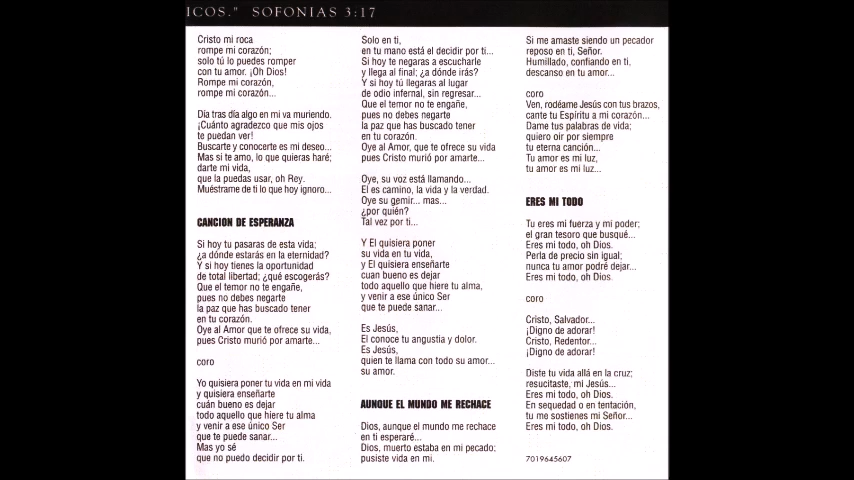 ICOS." SOFONIAS 3:17
Cristo mi roca
rompe mi corazón;
solo tú lo puedes romper
con tu amor. ¡Oh Dios!
Rompe mi corazón,
rompe mi corazón...
Día tras día algo en mi va muriendo.
¡Cuánto agradezco que mis ojos
te puedan ver!
Buscarte y conocerte es mi deseo...
Mas si te amo, lo que quieras haré;
darte mi vida,
que la puedas usar, oh Rey.
Muéstrame de ti lo que hoy ignoro...
CANCION DE ESPERANZA
Si hoy tu pasaras de esta vida;
¿a dónde estarás en la eternidad?
Y si hoy tienes la oportunidad
de total libertad; ¿qué escogerás?
Que el temor no te engañe,
pues no debes negarte
la paz que has buscado tener
en tu corazón.
Oye al Amor que te ofrece su vida,
pues Cristo murió por amarte...
coro
Yo quisiera poner tu vida en mi vida
y quisiera enseñarte
cuán bueno es dejar
todo aquello que hiere tu alma
y venir a ese único Ser
que te puede sanar...
Mas yo sé
que no puedo decidir por ti.
Solo en ti,
en tu mano está el decidir por ti...
Si hoy te negaras a escucharle
y llega al final; ¿a dónde irás?
Y si hoy tú llegaras al lugar
de odio infernal, sin regresar...
Que el temor no te engañe,
pues no debes negarte
la paz que has buscado tener
en tu corazón.
Oye al Amor, que te ofrece su vida
pues Cristo murió por amarte...
Oye, su voz está llamando...
El es camino, la vida y la verdad.
Oye su gemir... mas...
¿por quién?
Tal vez por ti...
Y El quisiera poner
su vida en tu vida,
y El quisiera enseñarte
cuan bueno es dejar
todo aquello que hiere tu alma,
y venir a ese único Ser
que te puede sanar...
Es Jesús,
El conoce tu angustia y dolor.
Es Jesús,
quien te llama con todo su amor...
su amor.
AUNQUE EL MUNDO ME RECHACE
Dios, aunque el mundo me rechace
en ti esperaré...
Dios, muerto estaba en mi pecado;
pusiste vida en mi.
Si me amaste siendo un pecador
reposo en ti, Señor.
Humillado, confiando en ti,
descanso en tu amor...
coro
Ven, rodéame Jesús con tus brazos,
cante tu Espíritu a mi corazón...
Dame tus palabras de vida;
quiero oir por siempre
tu eterna canción...
Tu amor es mi luz,
tu amor es mi luz...
ERES MI TODO
Tu eres mi fuerza y mi poder;
el gran tesoro que busqué...
Eres mi todo, oh Dios.
Perla de precio sin igual;
nunca tu amor podré dejar...
Eres mi todo, oh Dios.
coro
Cristo, Salvador...
¡Digno de adorar!
Cristo, Redentor...
¡Digno de adorar!
Diste tu vida allá en la cruz;
resucitaste, mi Jesús...
Eres mi todo, oh Dios.
En sequedad o en tentación,
tu me sostienes mi Señor...
Eres mi todo, oh Dios.
7019645607